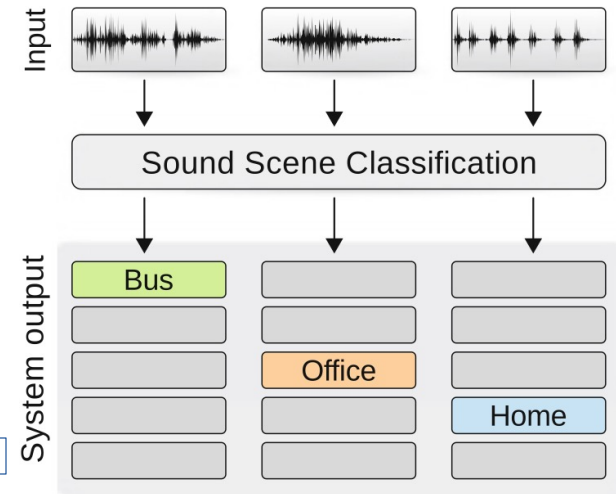 Input
Sound Scene Classification
System output
Bus
Office
Home